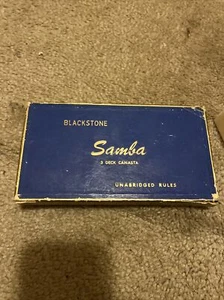 BLACKSTONE
Samba
3 DECK CANASTA
UNABRIDGED RULES